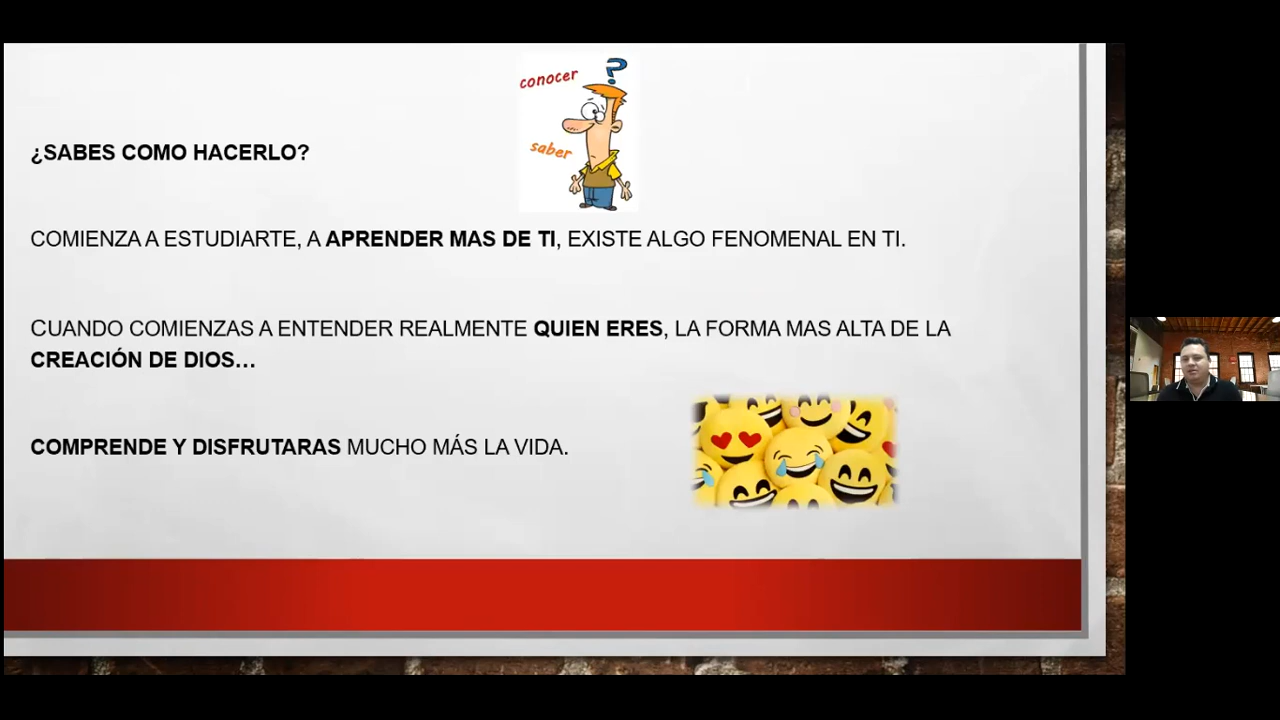 conocer
?
saber
¿SABES COMO HACERLO?
COMIENZA A ESTUDIARTE, A APRENDER MAS DE TI, EXISTE ALGO FENOMENAL EN TI.
CUANDO COMIENZAS A ENTENDER REALMENTE QUIEN ERES, LA FORMA MAS ALTA DE LA
CREACIÓN DE DIOS...
COMPRENDE Y DISFRUTARAS MUCHO MÁS LA VIDA.